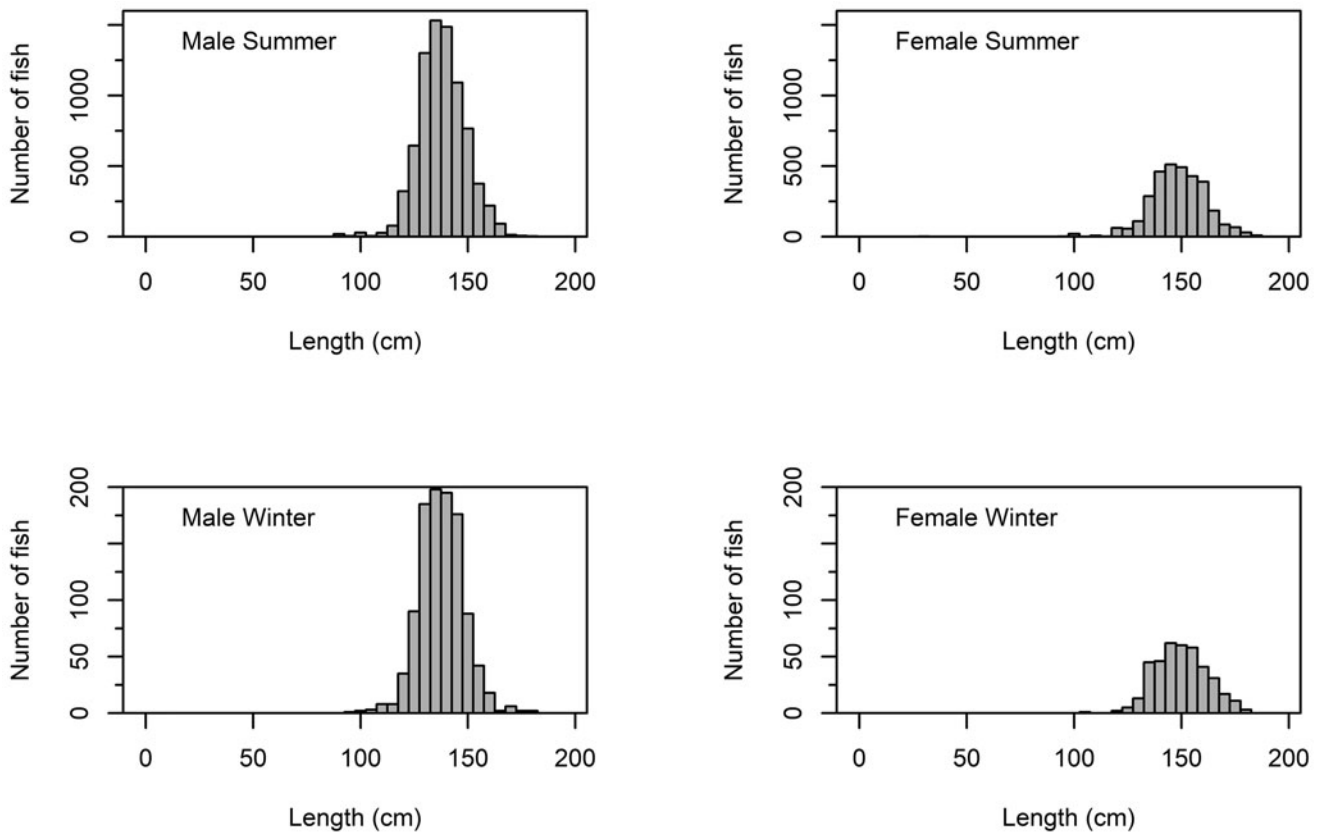 Male Summer
Number of fish
0 500 1000
0 50 100 150 200
Length (cm)
Female Summer
Number of fish
0 500 1000
0 50 100 150 200
Length (cm)
Male Winter
Number of fish
0 50 100 200
0 50 100 150 200
Length (cm)
Female Winter
Number of fish
0 50 100 200
0 50 100 150 200
Length (cm)